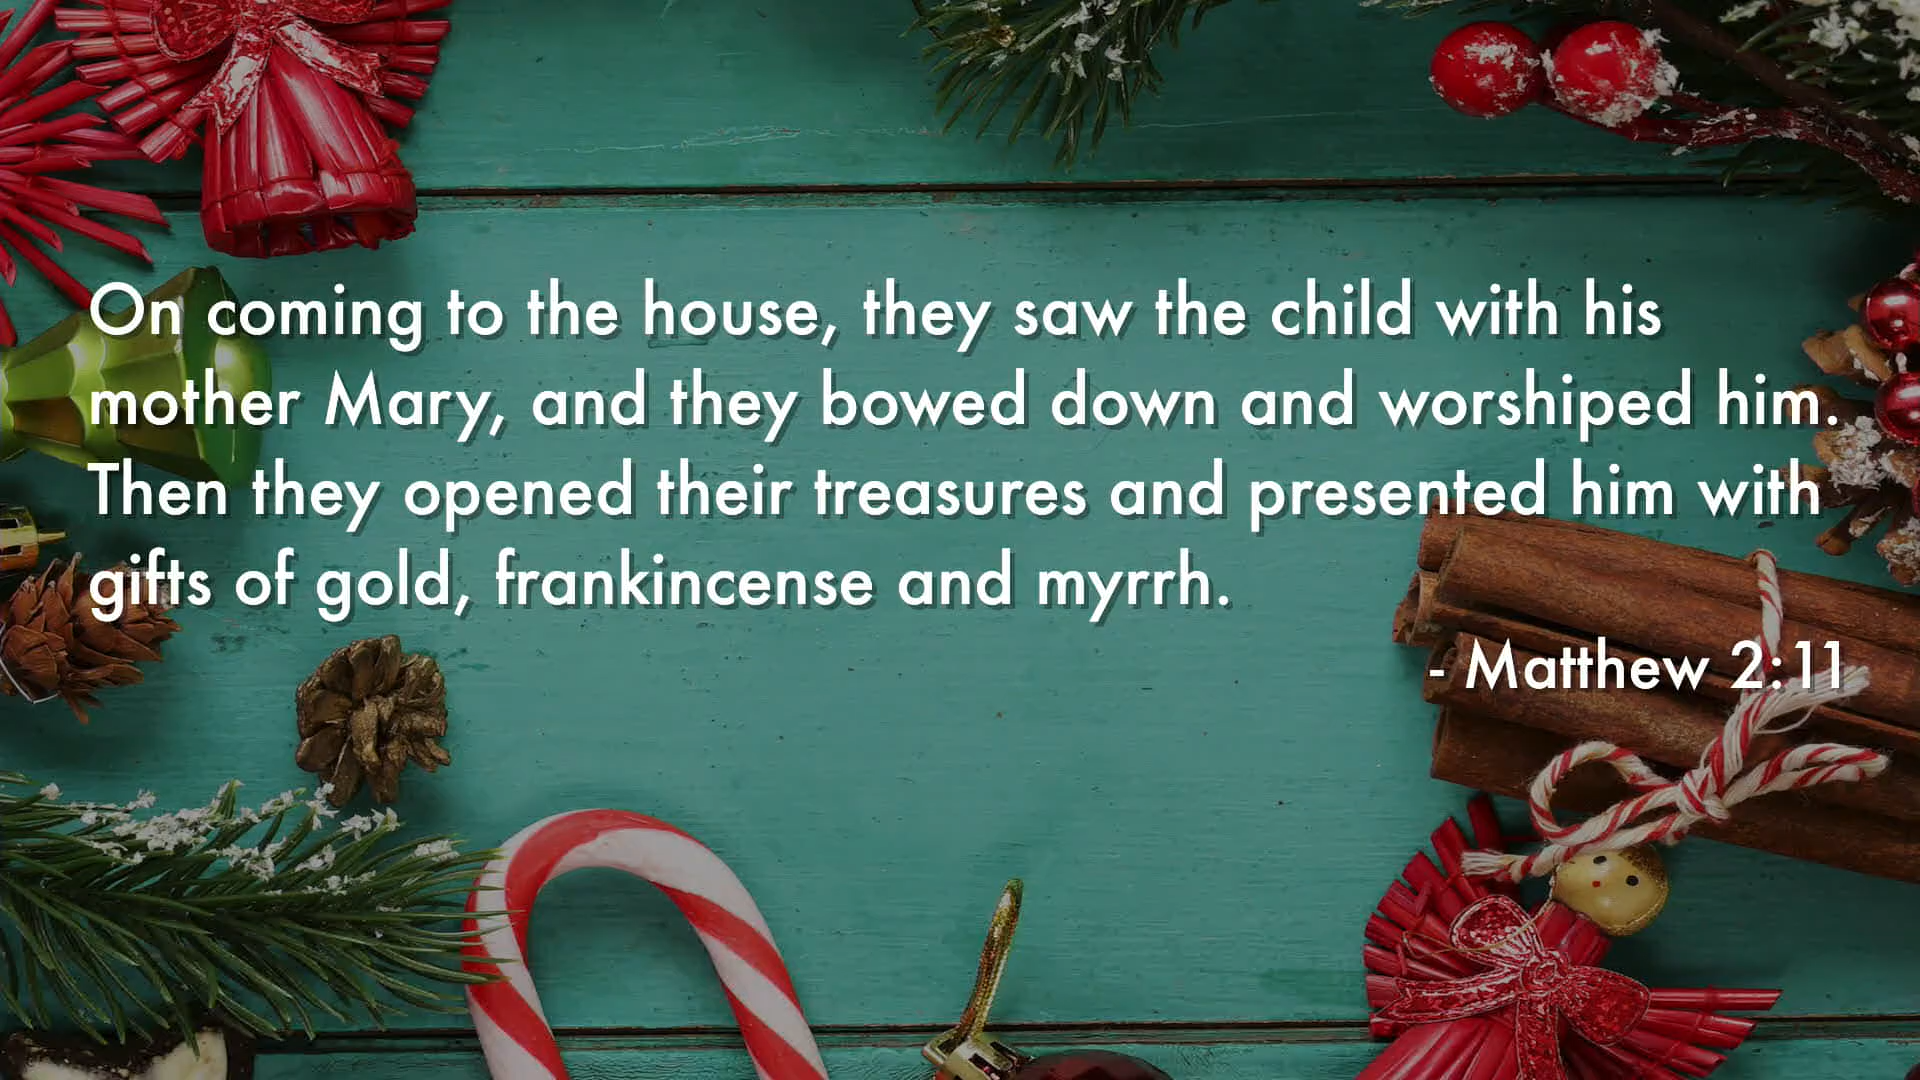 On coming to the house, they saw the child with his
mother Mary, and they bowed down and worshiped him.
Then they opened their treasures and presented him with
gifts of gold, frankincense and myrrh.
- Matthew 2:11